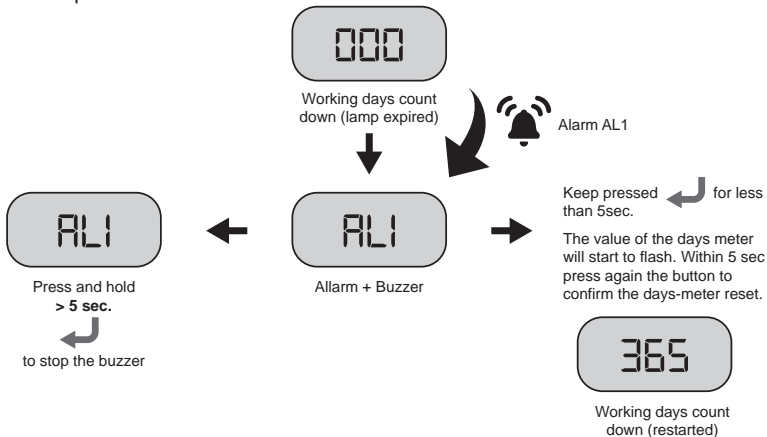 000
Working days count
down (lamp expired)
Alarm AL1
AL1
Press and hold
> 5 sec.
to stop the buzzer
AL1
Allarm + Buzzer
Keep pressed for less
than 5sec.
The value of the days meter
will start to flash. Within 5 sec
press again the button to
confirm the days-meter reset.
365
Working days count
down (restarted)